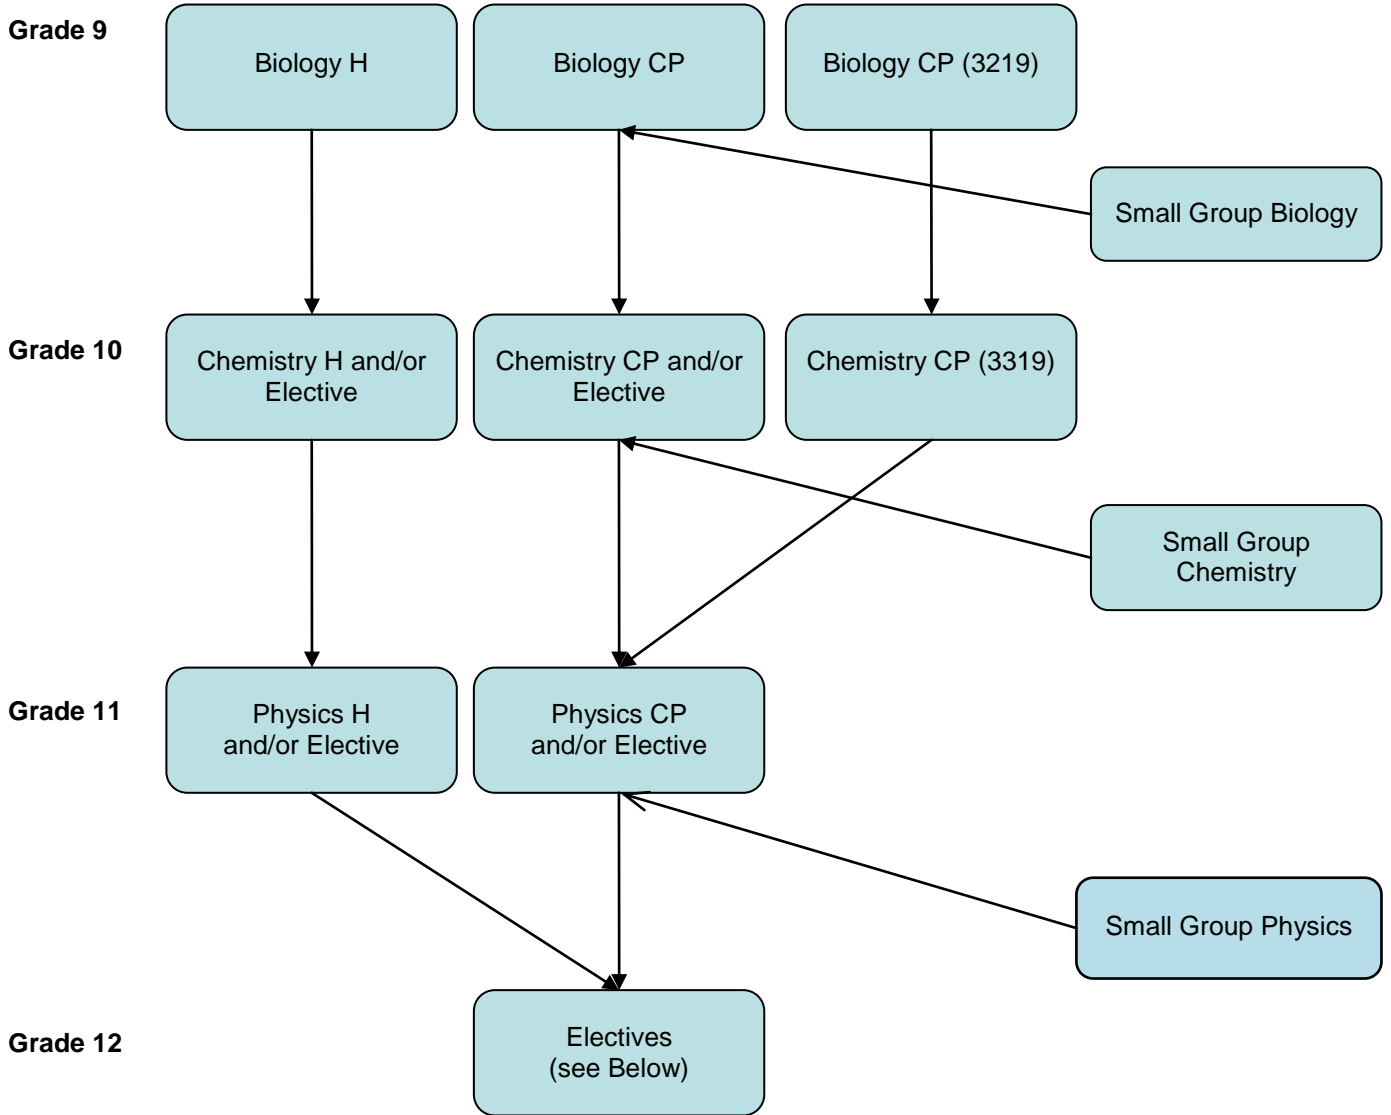 Grade 9
Biology H
Biology CP
Biology CP (3219)
Small Group Biology
Grade 10
Chemistry H and/or
Elective
Chemistry CP and/or
Elective
Chemistry CP (3319)
Small Group
Chemistry
Grade 11
Physics H
and/or Elective
Physics CP
and/or Elective
Small Group Physics
Grade 12
Electives
(see Below)